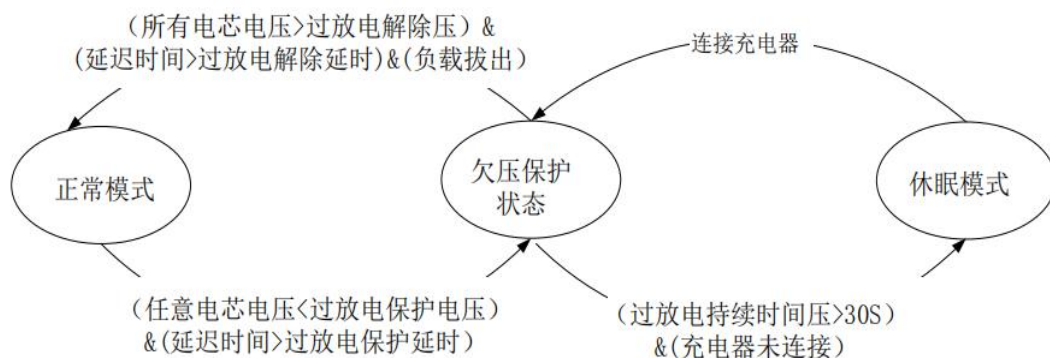 （所有电芯电压>过放电解除压）&
(延迟时间>过放电解除延时)&(负载拔出）
连接充电器
正常模式
欠压保护
状态
休眠模式
（任意电芯电压<过放电保护电压）
&(延迟时间>过放电保护延时）
（过放电持续时间压>30S）
&(充电器未连接）